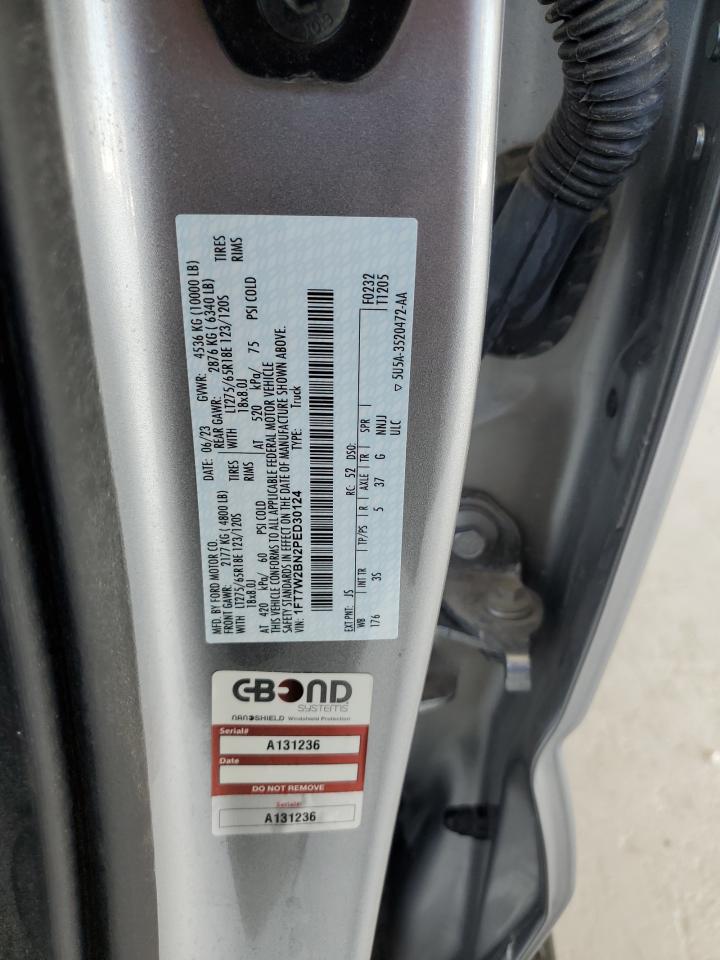 MFD. BY FORD MOTOR CO.
DATE: 06/23 GVWR: 4536 KG (10000 LB)
FRONT GAWR: 2177 KG ( 4800 LB) REAR GAWR: 2876 KG ( 6340 LB)
WITH LT275/65R18E 123/120S TIRES WITH LT275/65R18E 123/120S TIRES
18x8.0J RIMS 18x8.0J RIMS
AT 420 kPa/ 60 PSI COLD AT 520 kPa/ 75 PSI COLD
THIS VEHICLE CONFORMS TO ALL APPLICABLE FEDERAL MOTOR VEHICLE
SAFETY STANDARDS IN EFFECT ON THE DATE OF MANUFACTURE SHOWN ABOVE.
VIN: 1FT7W2BN2PED30124 TYPE: Truck
F0232
T1205
EXT PNT: JS RC: 52 DSO:
WB INT TR TP/PS R AXLE TR SPR
176 3S 5 37 G NNJJ
ULC
▽ 5U5A-3520472-AA
C-BOND
SYSTEMS
NANOSHIELD Windshield Protection
Serial#
A131236
Date
DO NOT REMOVE
Serial#
A131236